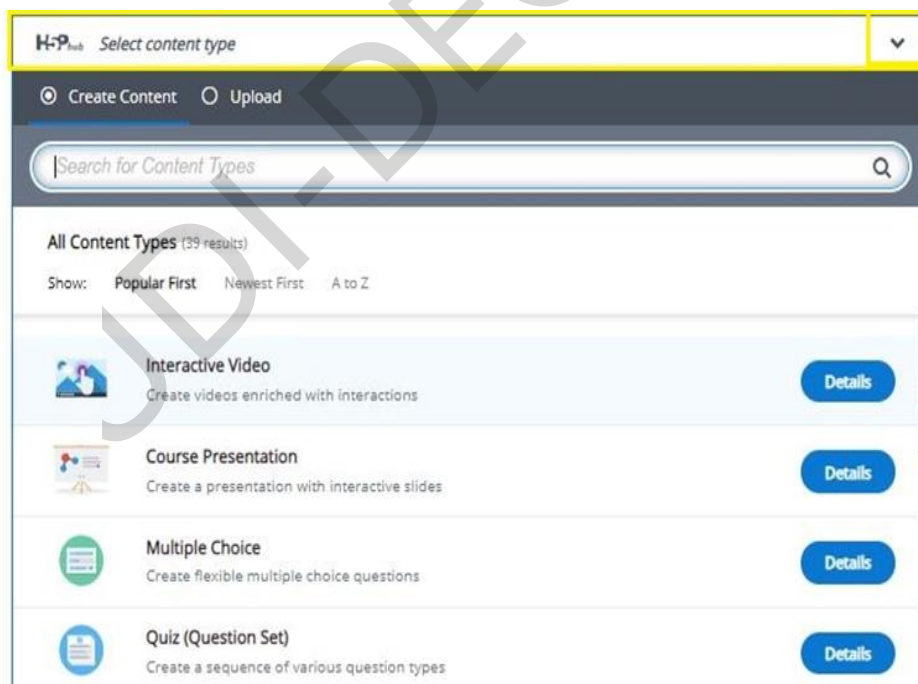 H5P hub Select content type
Create Content Upload
Search for Content Types
All Content Types (39 results)
Show: Popular First Newest First A to Z
Interactive Video
Create videos enriched with interactions
Details
Course Presentation
Create a presentation with interactive slides
Details
Multiple Choice
Create flexible multiple choice questions
Details
Quiz (Question Set)
Create a sequence of various question types
Details
UDI-DE